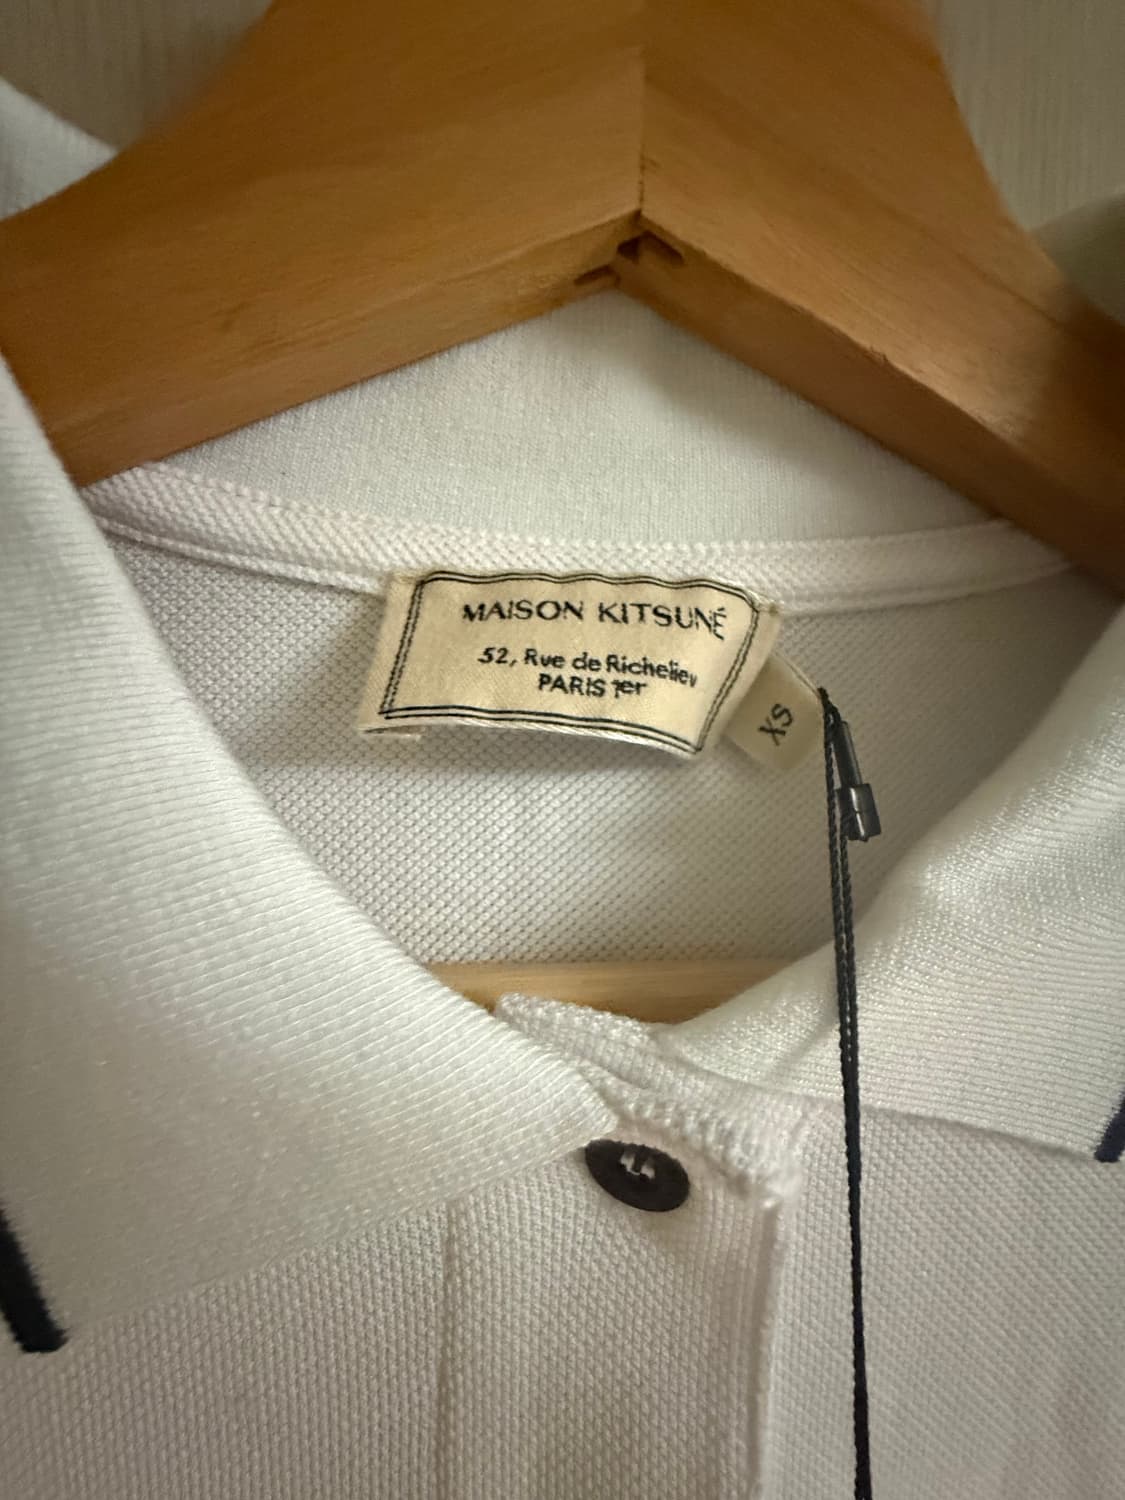 MAISON KITSUNÉ
52, Rue de Richelieu
PARIS 1er
XS